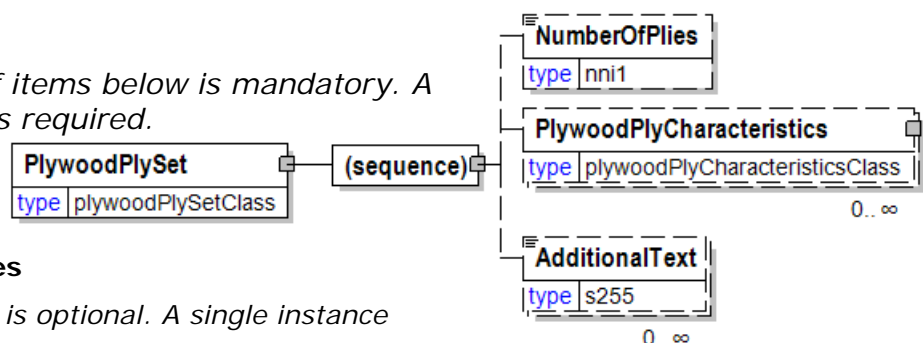 NumberOfPlies
type nni1
f items below is mandatory. A
s required.
PlywoodPlyCharacteristics
type plywoodPlyCharacteristicsClass
0.. ∞
PlywoodPlySet
type plywoodPlySetClass
(sequence)
AdditionalText
type s255
0.. ∞
es
is optional. A single instance